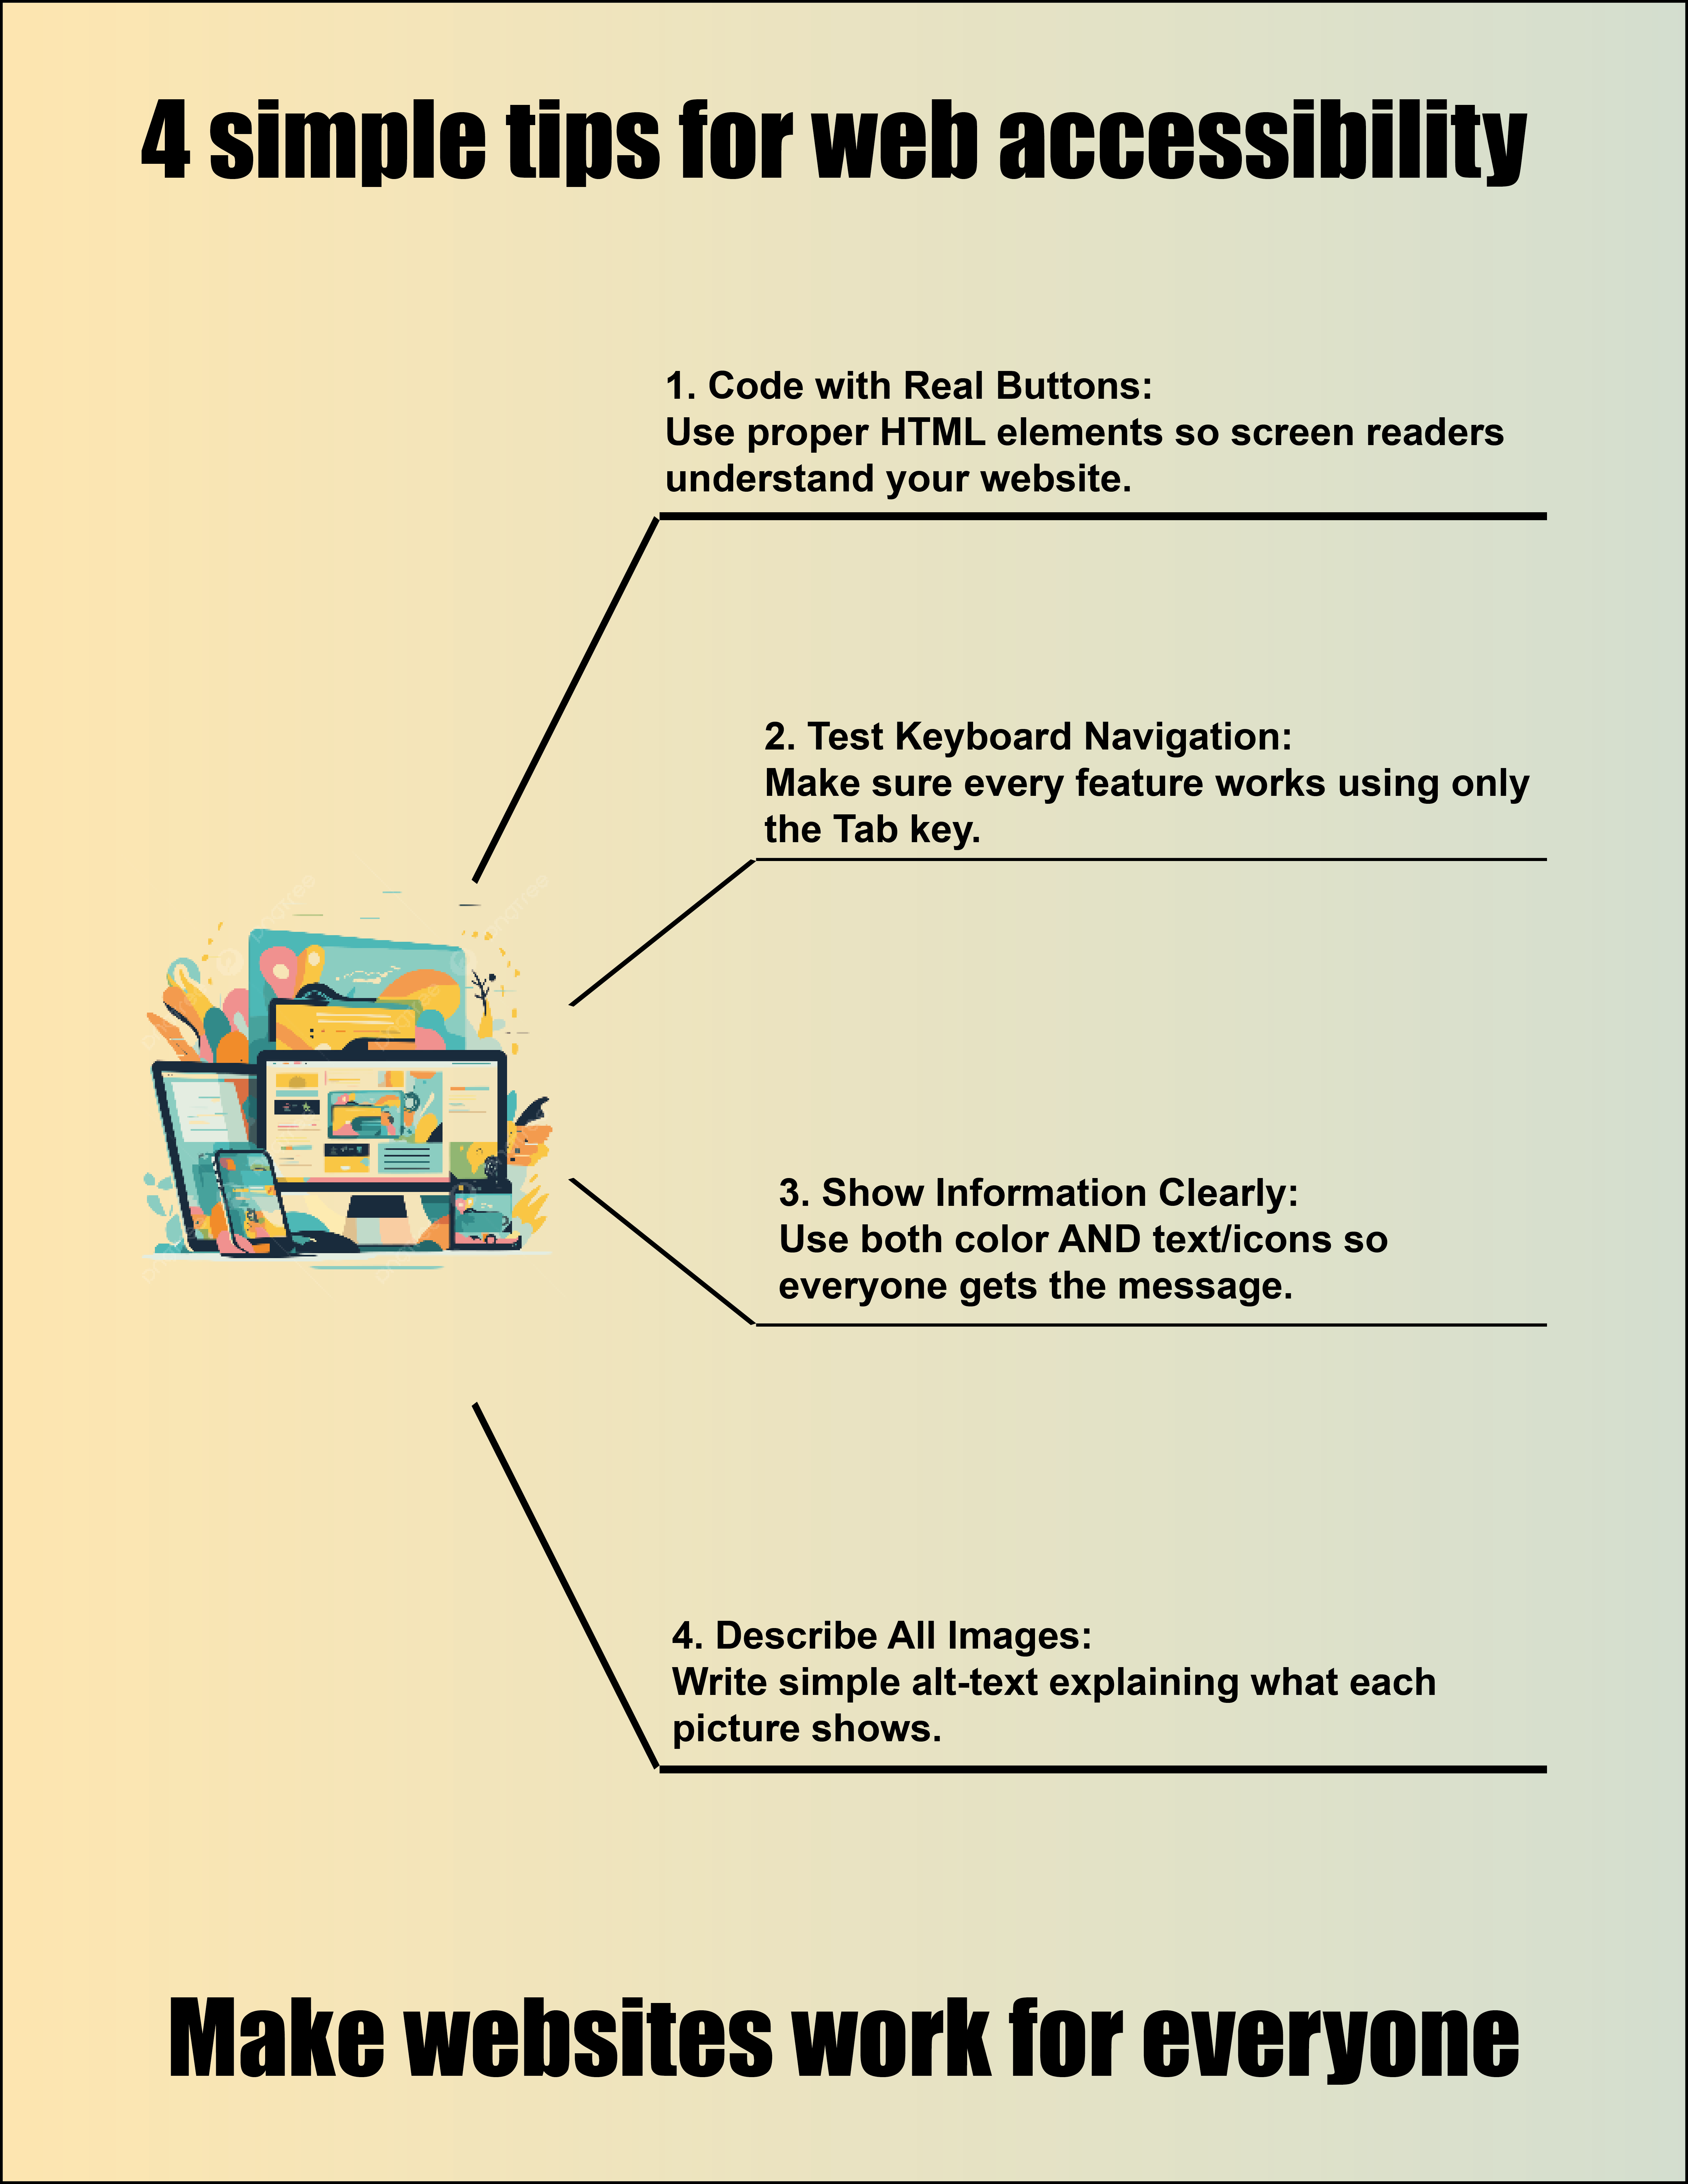 4 simple tips for web accessibility
1. Code with Real Buttons:
Use proper HTML elements so screen readers
understand your website.
2. Test Keyboard Navigation:
Make sure every feature works using only
the Tab key.
3. Show Information Clearly:
Use both color AND text/icons so
everyone gets the message.
4. Describe All Images:
Write simple alt-text explaining what each
picture shows.
Make websites work for everyone